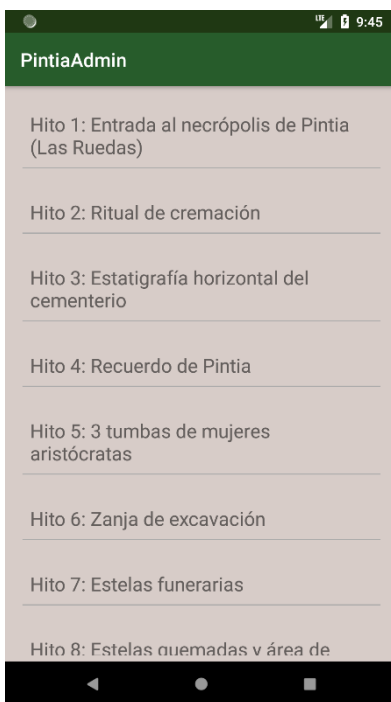 LTE 9:45
PintiaAdmin
Hito 1: Entrada al necrópolis de Pintia
(Las Ruedas)
Hito 2: Ritual de cremación
Hito 3: Estatigrafía horizontal del
cementerio
Hito 4: Recuerdo de Pintia
Hito 5: 3 tumbas de mujeres
aristócratas
Hito 6: Zanja de excavación
Hito 7: Estelas funerarias
Hito 8: Estelas quemadas y área de